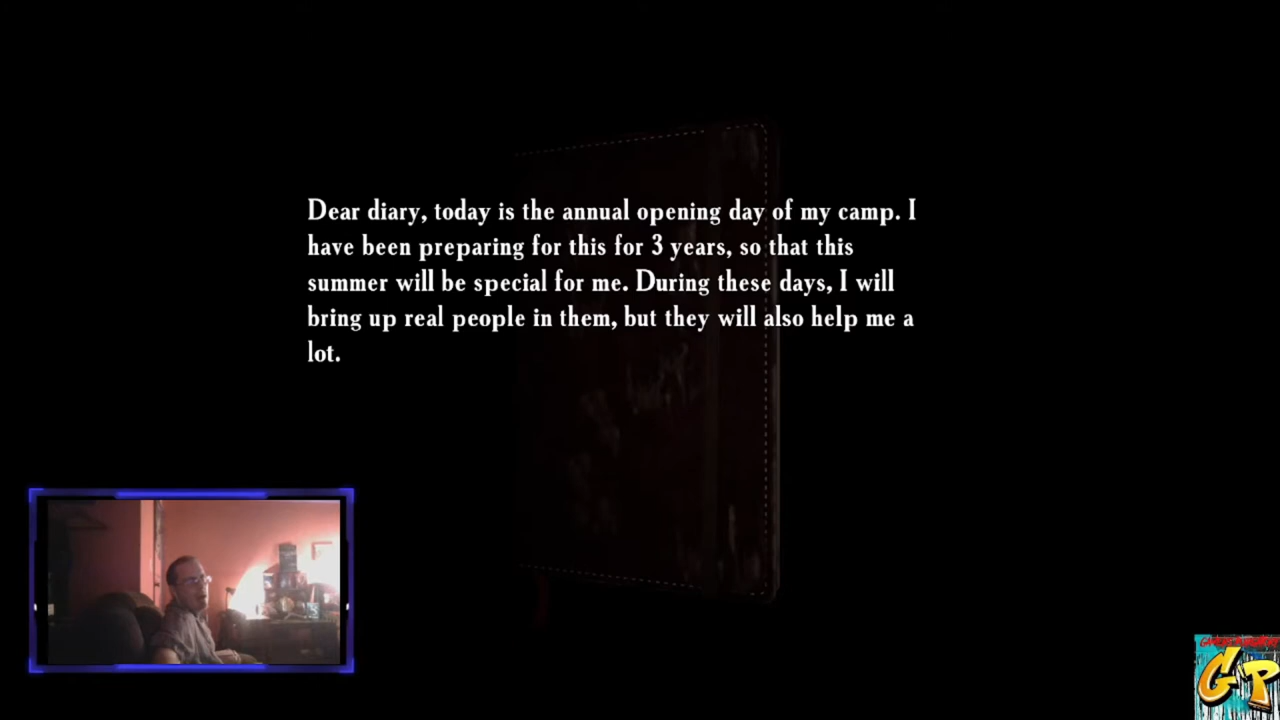 Dear diary, today is the annual opening day of my camp. I
have been preparing for this for 3 years, so that this
summer will be special for me. During these days, I will
bring up real people in them, but they will also help me a
lot.
GP